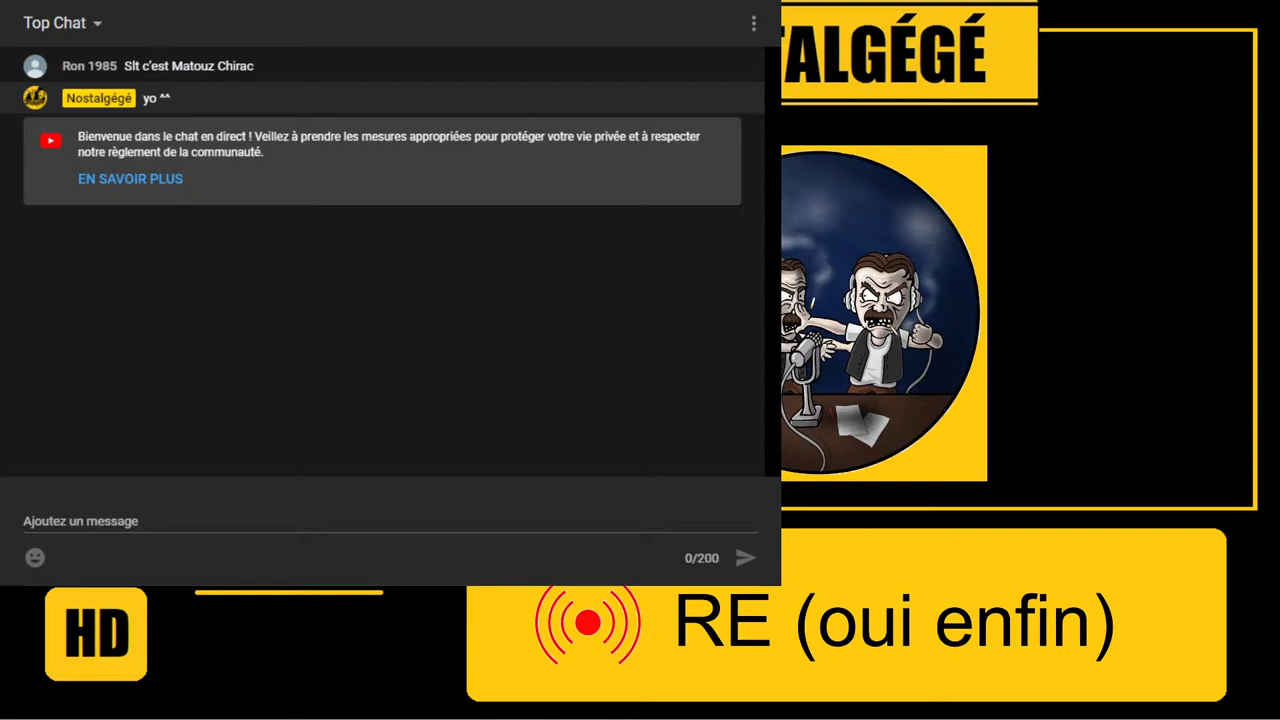 Top Chat
TALGÉGÉ
Ron 1985 Slt c'est Matouz Chirac
Nostalgégé yo ^^
Bienvenue dans le chat en direct ! Veillez à prendre les mesures appropriées pour protéger votre vie privée et à respecter
notre règlement de la communauté.
EN SAVOIR PLUS
Ajoutez un message
0/200
HD
RE (oui enfin)